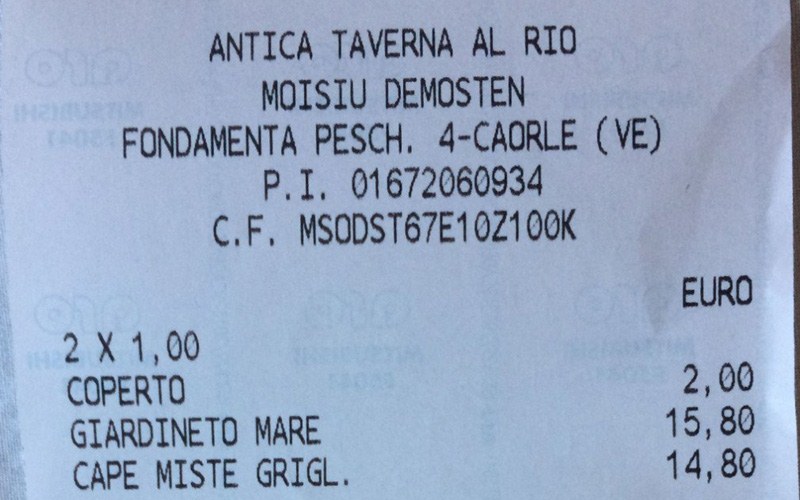 ANTICA TAVERNA AL RIO
MOISIU DEMOSTEN
FONDAMENTA PESCH. 4-CAORLE (VE)
P.I. 01672060934
C.F. MSODST67E10Z100K
EURO
2 X 1,00
COPERTO 2,00
GIARDINETO MARE 15,80
CAPE MISTE GRIGL. 14,80